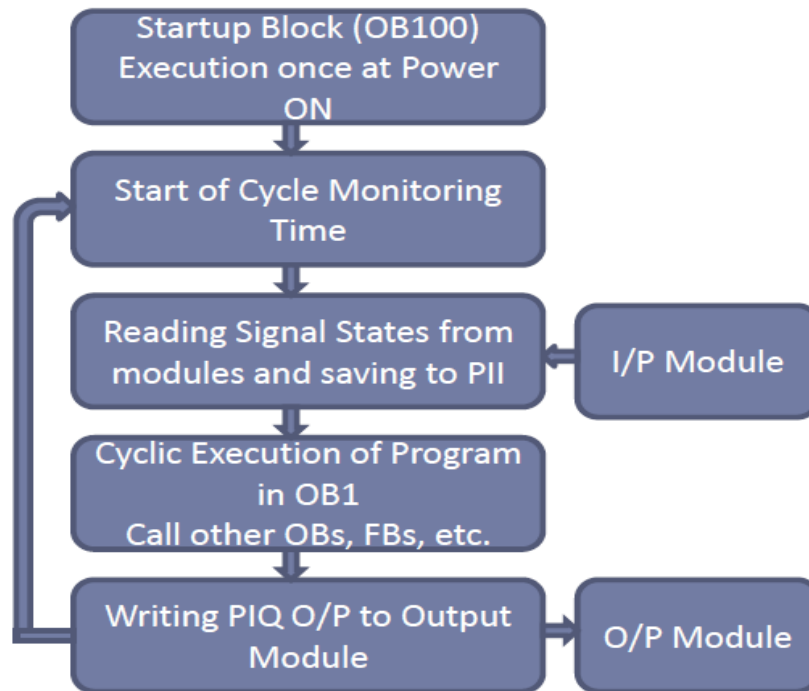 Startup Block (OB100)
Execution once at Power
ON
Start of Cycle Monitoring
Time
Reading Signal States from
modules and saving to PII
I/P Module
Cyclic Execution of Program
in OB1
Call other OBs, FBs, etc.
Writing PIQ O/P to Output
Module
O/P Module